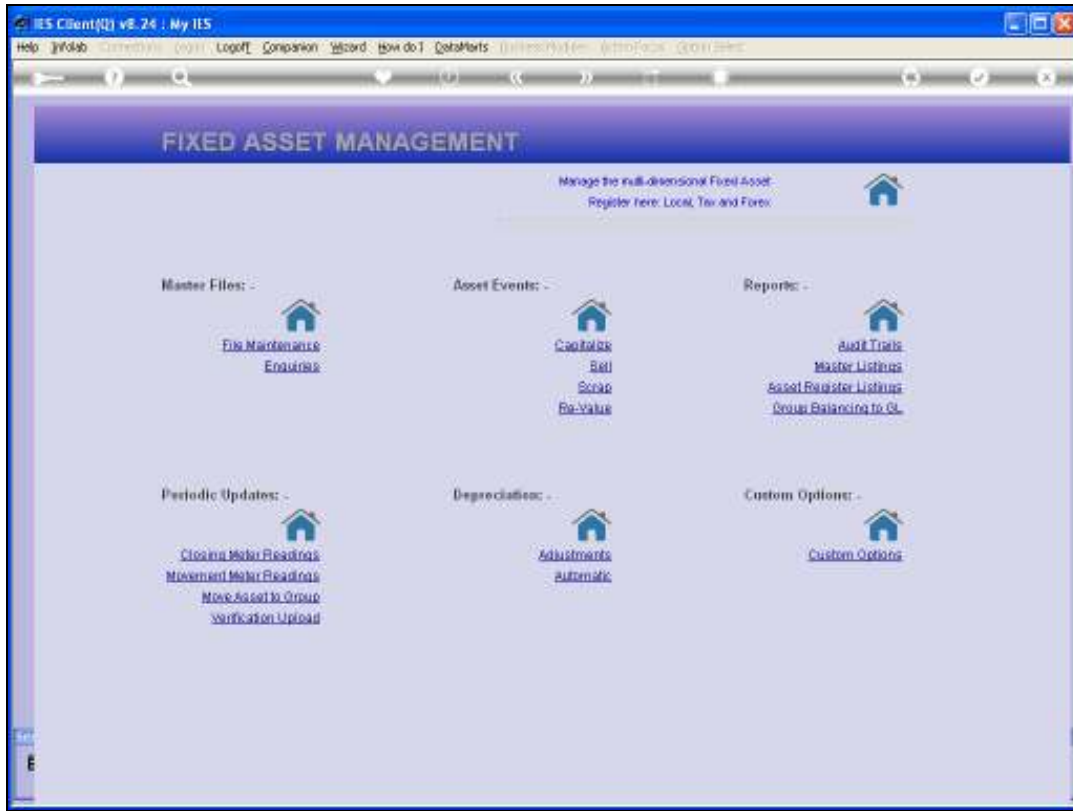 IES Client(Q) v8.24 : My IES
Help Infolab Connections Login Logoff Companion Wizard How do I DataMarts
FIXED ASSET MANAGEMENT
Manage the multi-dimensional Fixed Asset
Register here: Local, Tax and Forex
Master Files: - Asset Events: - Reports: -
File Maintenance Capitalize Audit Trails
Enquiries Sell Master Listings
Scrap Asset Register Listings
Re-Value Group Balancing to GL
Periodic Updates: - Depreciation: - Custom Options: -
Closing Meter Readings Adjustments Custom Options
Movement Meter Readings Automatic
Move Asset to Group
Verification Upload